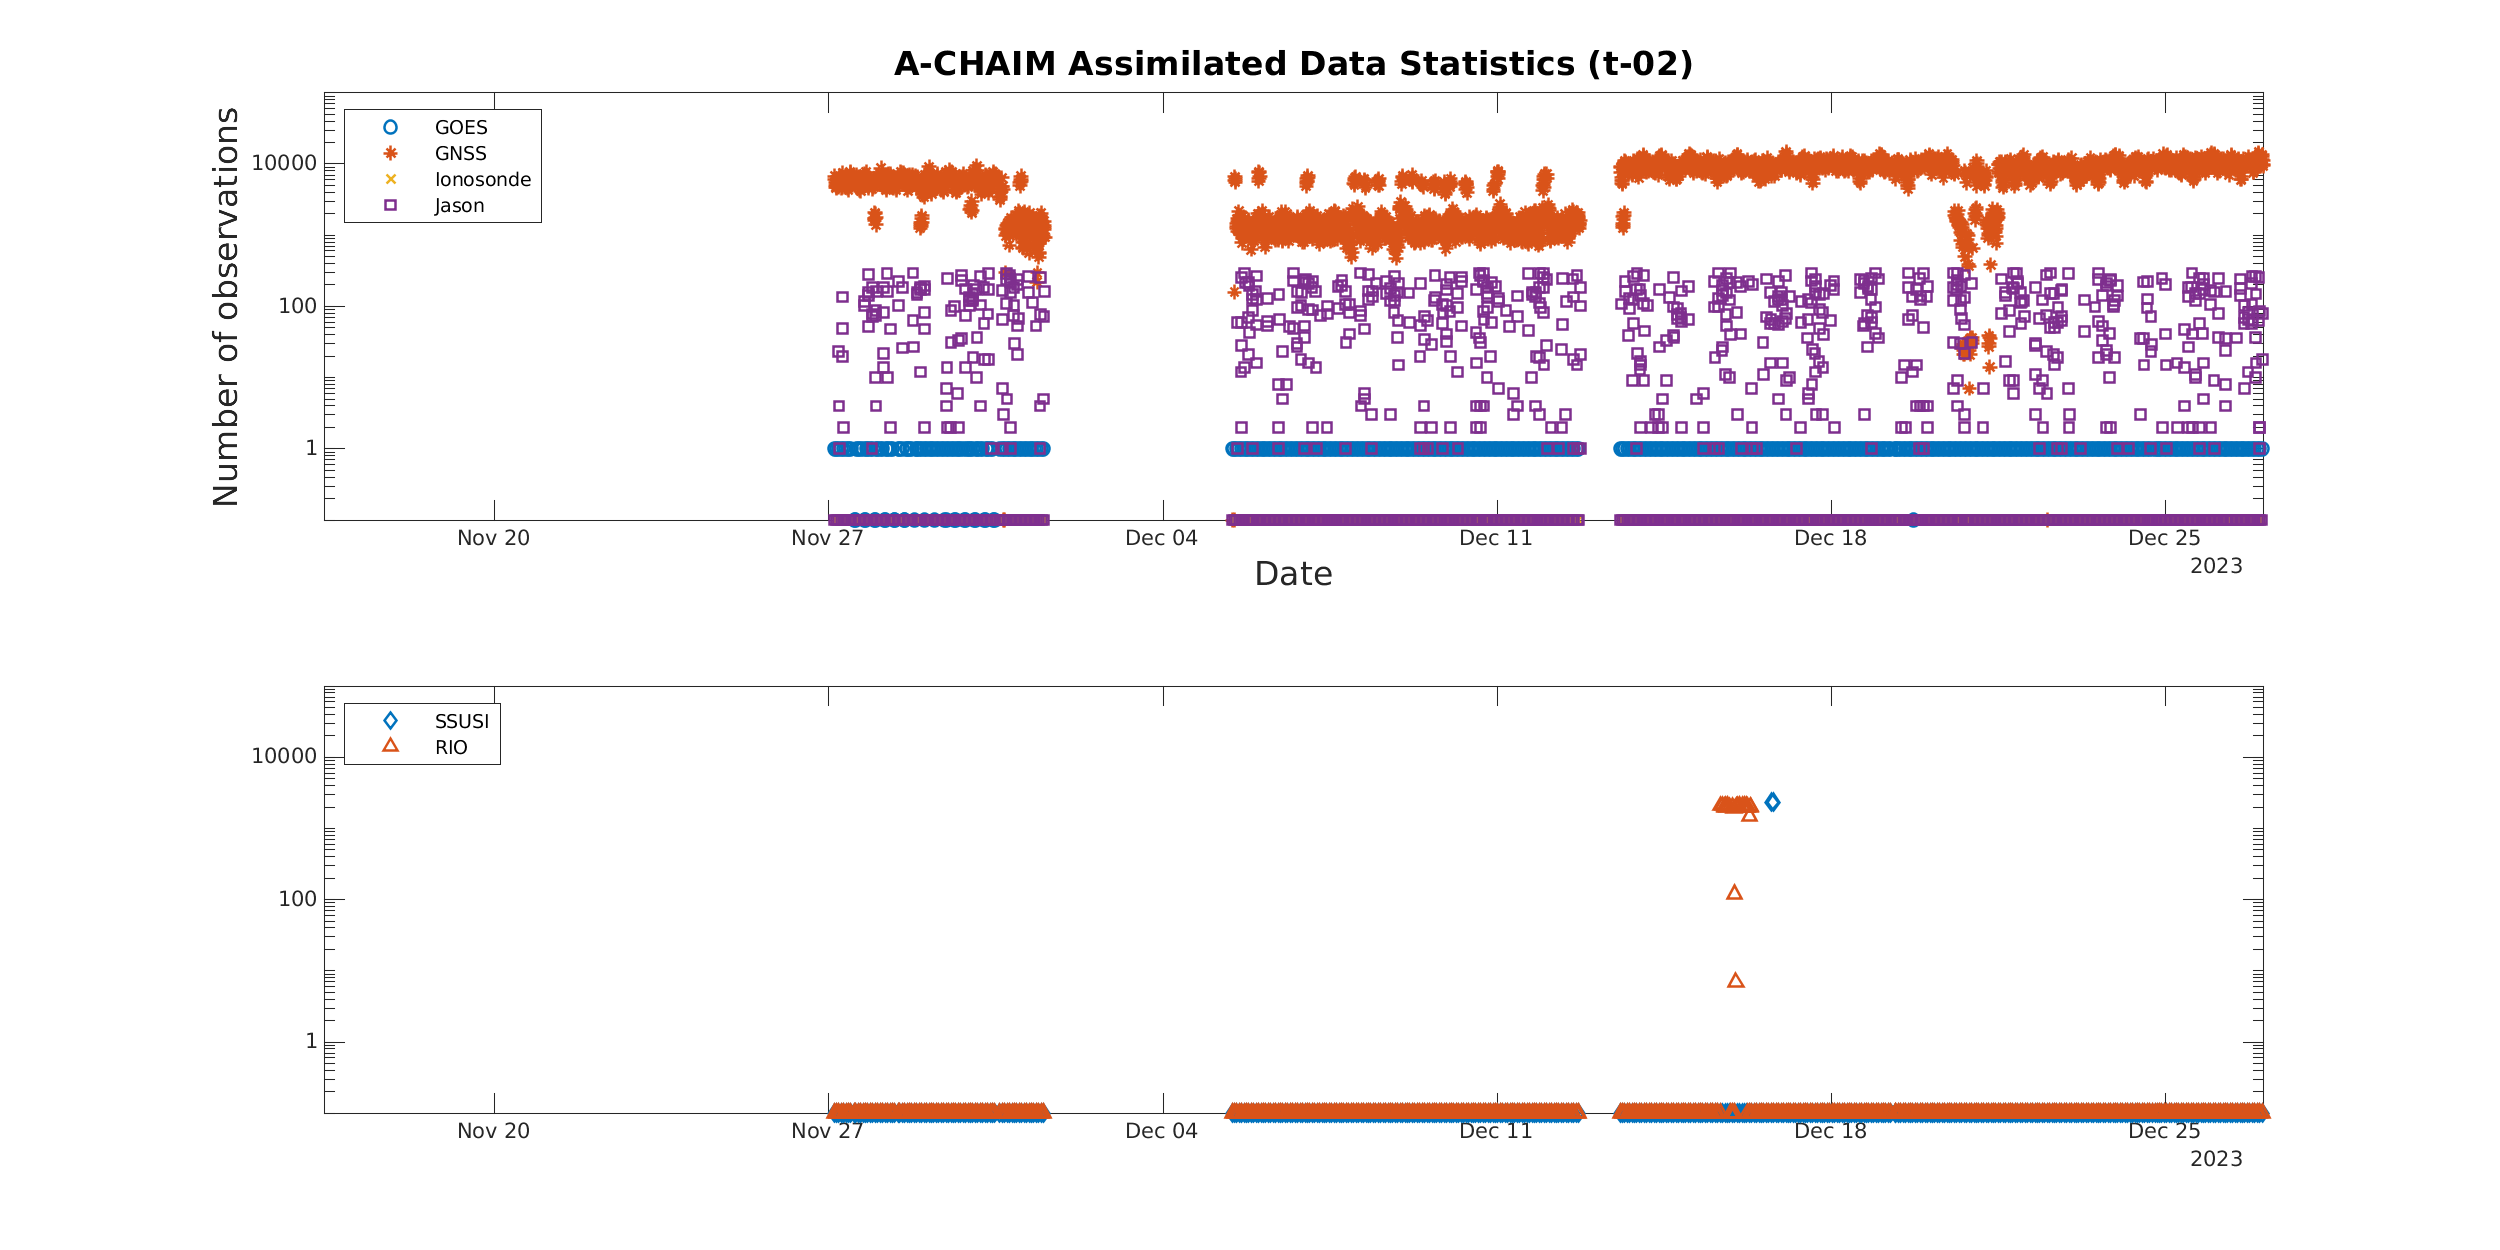 A-CHAIM Assimilated Data Statistics (t-02)
Number of observations
10000
100
1
GOES
GNSS
Ionosonde
Jason
Nov 20
Nov 27
Dec 04
Dec 11
Dec 18
Dec 25
2023
Date
10000
100
1
SSUSI
RIO
Nov 20
Nov 27
Dec 04
Dec 11
Dec 18
Dec 25
2023